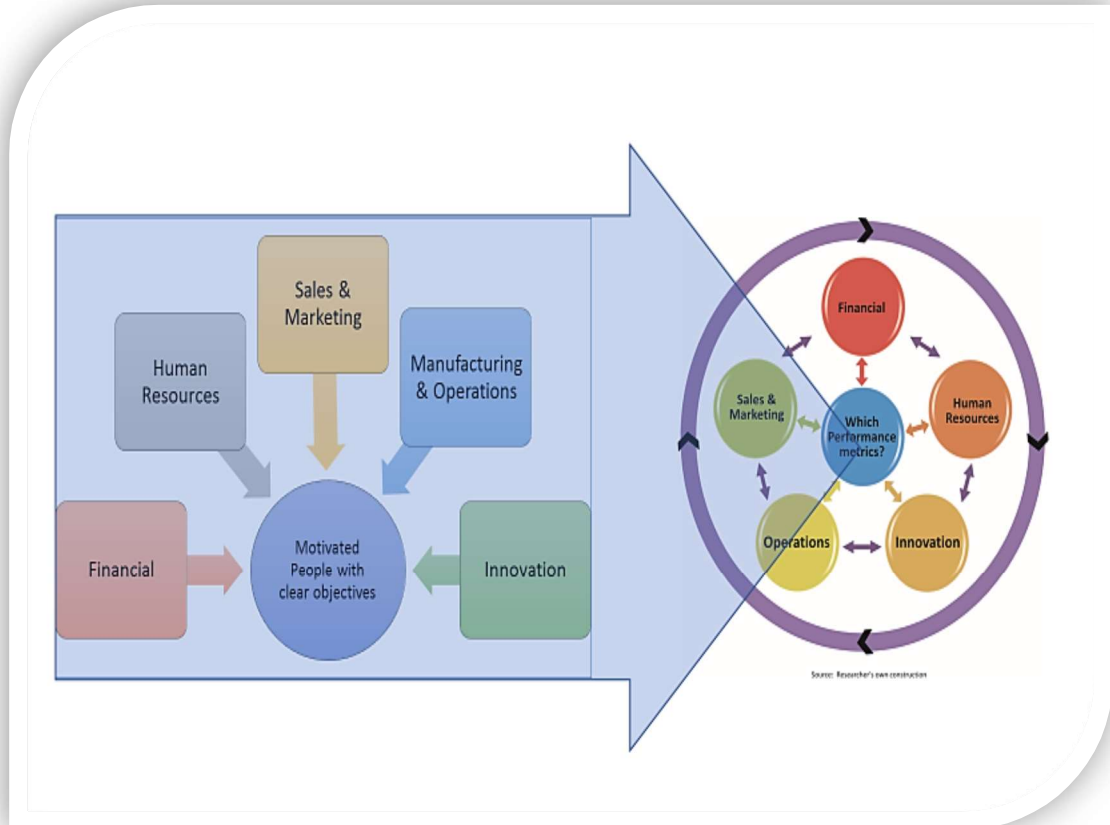 Sales &
Marketing
Human
Resources
Manufacturing
& Operations
Financial
Motivated
People with
clear objectives
Innovation
Financial
Sales &
Marketing
Which
Performance
metrics?
Human
Resources
Operations
Innovation
Source: Researcher's own construction